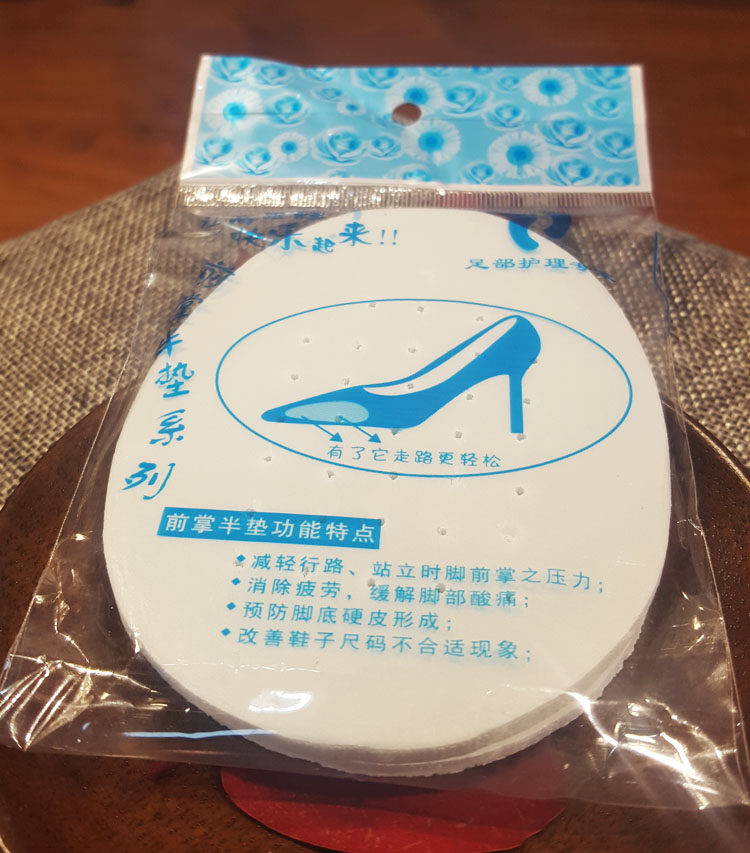 乐起来!!
足部护理专
掌半垫系列
有了它走路更轻松
前掌半垫功能特点
◆减轻行路、站立时脚前掌之压力;
◆消除疲劳,缓解脚部酸痛;
◆预防脚底硬皮形成;
◆改善鞋子尺码不合适现象;